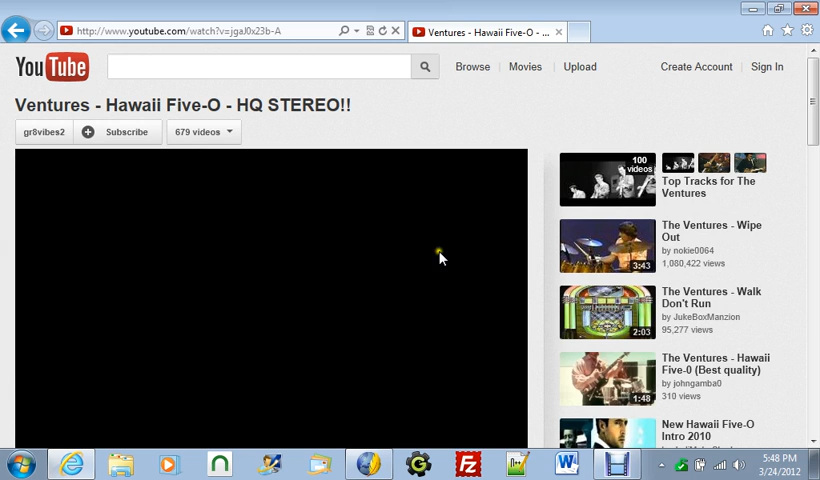 http://www.youtube.com/watch?v=jgaJ0x23b-A
Ventures - Hawaii Five-O - ...
YouTube
Browse | Movies | Upload
Create Account | Sign In
Ventures - Hawaii Five-O - HQ STEREO!!
gr8vibes2
Subscribe
679 videos
100
videos
Top Tracks for The
Ventures
The Ventures - Wipe
Out
by nokie0064
1,080,422 views
3:43
The Ventures - Walk
Don't Run
by JukeBoxManzion
95,277 views
2:03
The Ventures - Hawaii
Five-0 (Best quality)
by johngamba0
310 views
1:48
New Hawaii Five-O
Intro 2010
5:48 PM
3/24/2012